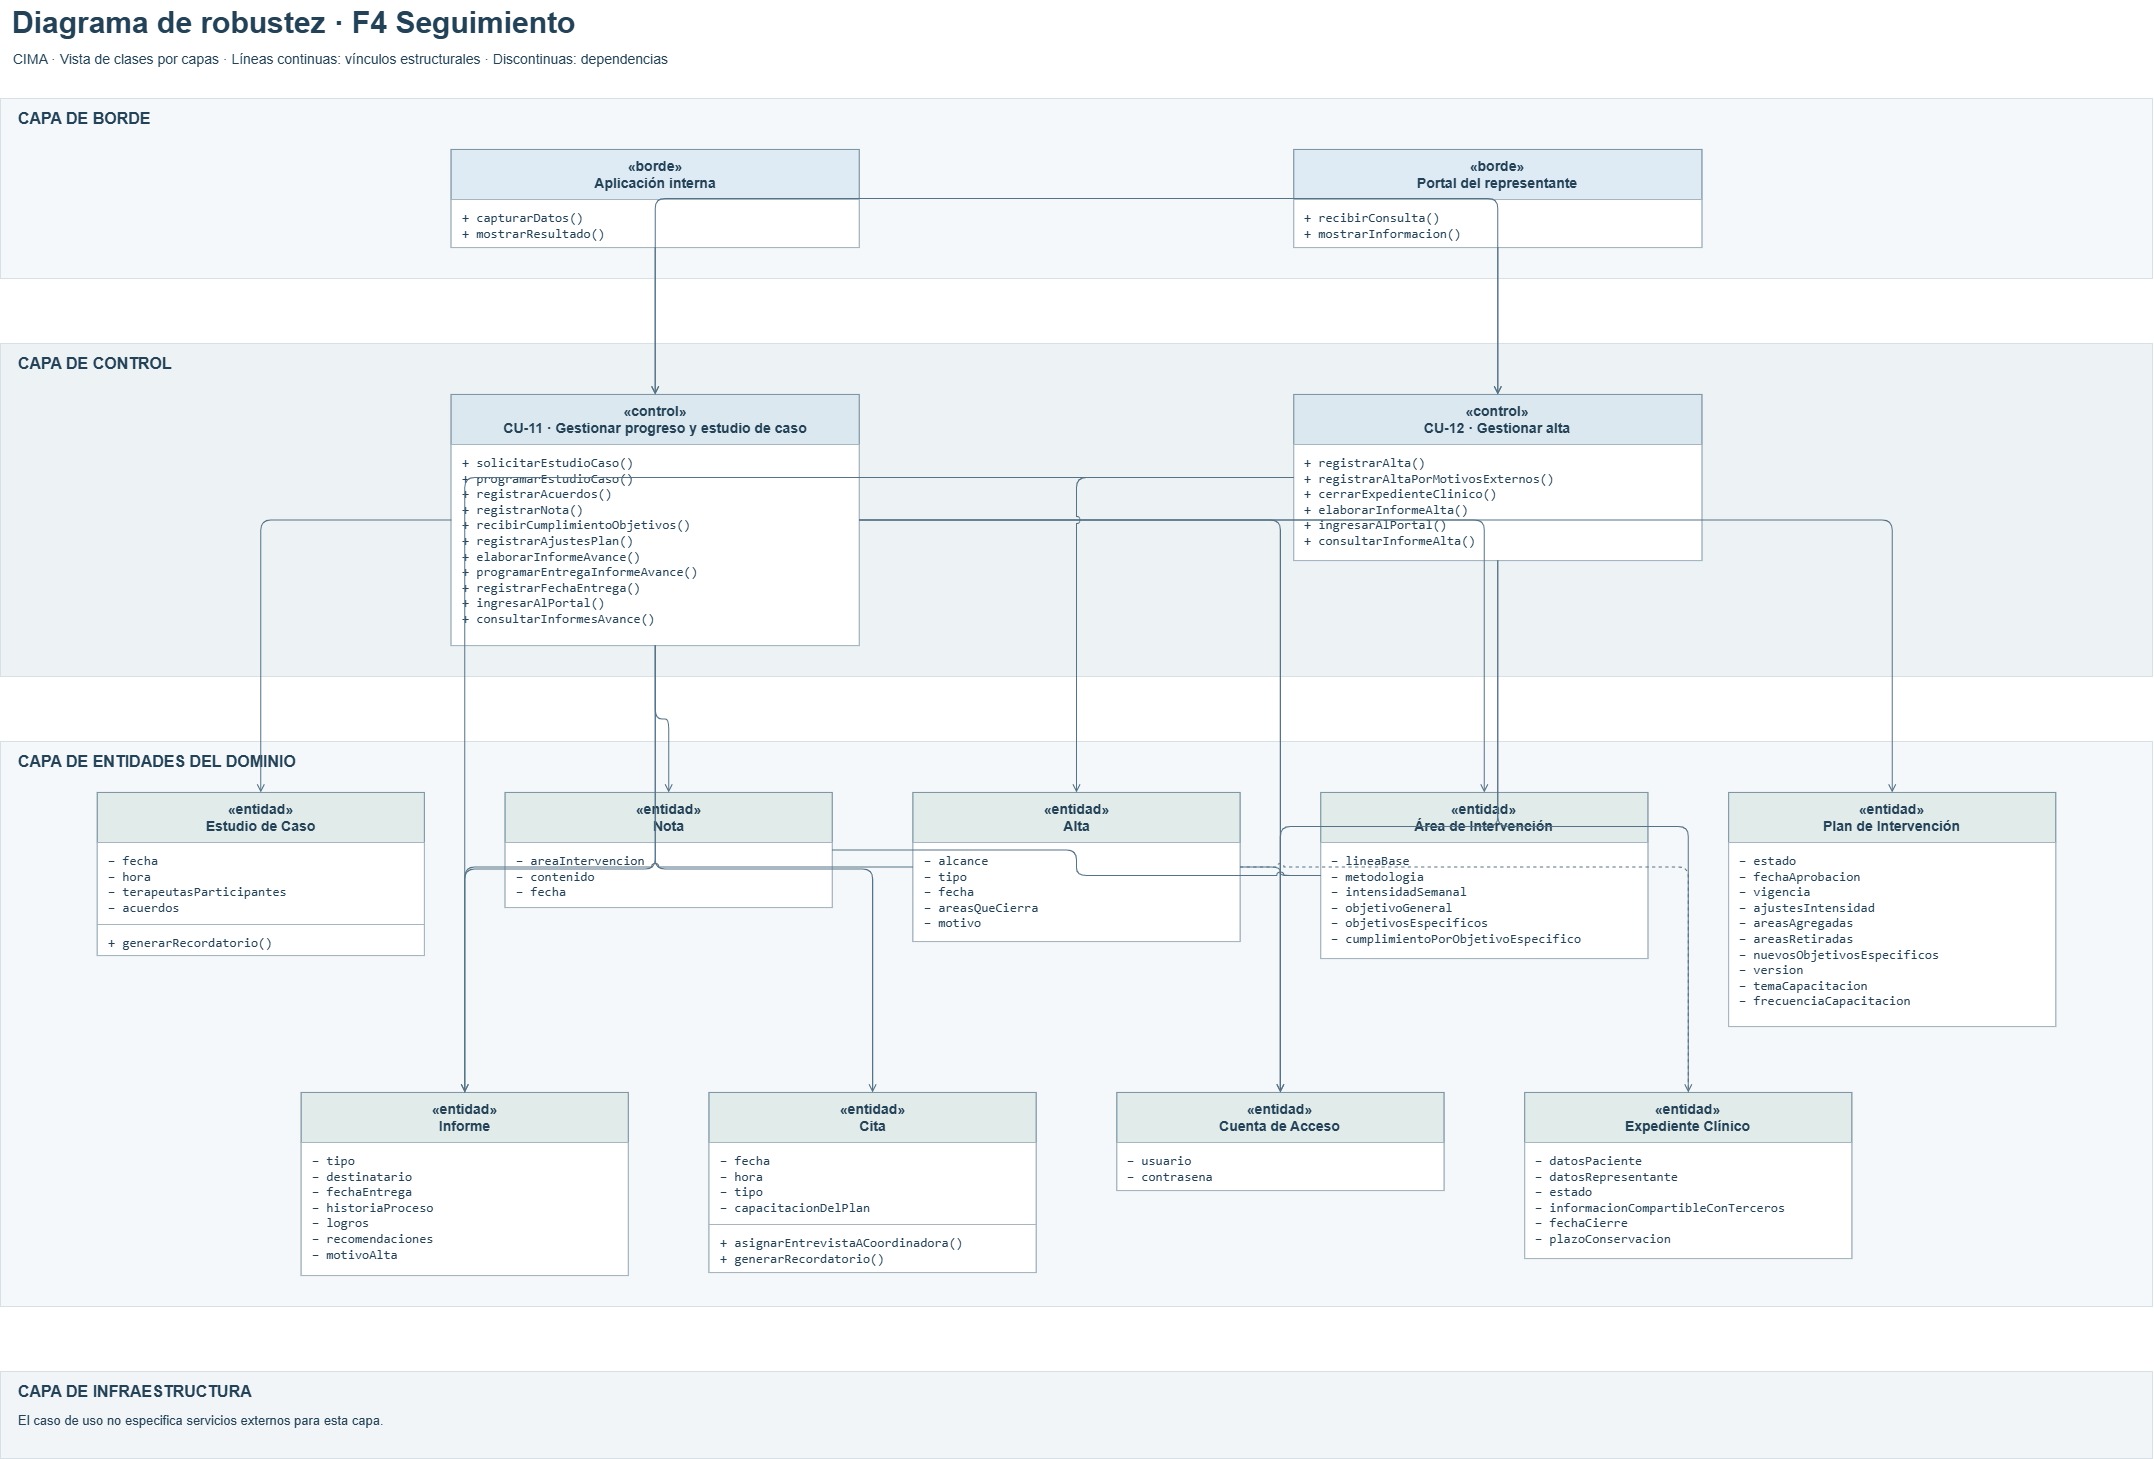 Diagrama de robustez · F4 Seguimiento
CIMA · Vista de clases por capas · Líneas continuas: vínculos estructurales · Discontinuas: dependencias
CAPA DE BORDE
«borde»
Aplicación interna
+ capturarDatos()
+ mostrarResultado()
«borde»
Portal del representante
+ recibirConsulta()
+ mostrarInformacion()
CAPA DE CONTROL
«control»
CU-11 · Gestionar progreso y estudio de caso
+ solicitarEstudioCaso()
+ programarEstudioCaso()
+ registrarAcuerdos()
+ registrarNota()
+ recibirCumplimientoObjetivos()
+ registrarAjustesPlan()
+ elaborarInformeAvance()
+ programarEntregaInformeAvance()
+ registrarFechaEntrega()
+ ingresarAlPortal()
+ consultarInformesAvance()
«control»
CU-12 · Gestionar alta
+ registrarAlta()
+ registrarAltaPorMotivosExternos()
+ cerrarExpedienteClinico()
+ elaborarInformeAlta()
+ ingresarAlPortal()
+ consultarInformeAlta()
CAPA DE ENTIDADES DEL DOMINIO
«entidad»
Estudio de Caso
– fecha
– hora
– terapeutasParticipantes
– acuerdos
+ generarRecordatorio()
«entidad»
Nota
– areaIntervencion
– contenido
– fecha
«entidad»
Alta
– alcance
– tipo
– fecha
– areasQueCierra
– motivo
«entidad»
Área de Intervención
– lineaBase
– metodologia
– intensidadSemanal
– objetivoGeneral
– objetivosEspecificos
– cumplimientoPorObjetivoEspecifico
«entidad»
Plan de Intervención
– estado
– fechaAprobacion
– vigencia
– ajustesIntensidad
– areasAgregadas
– areasRetiradas
– nuevosObjetivosEspecificos
– version
– temaCapacitacion
– frecuenciaCapacitacion
«entidad»
Informe
– tipo
– destinatario
– fechaEntrega
– historiaProceso
– logros
– recomendaciones
– motivoAlta
«entidad»
Cita
– fecha
– hora
– tipo
– capacitacionDelPlan
+ asignarEntrevistaACoordinadora()
+ generarRecordatorio()
«entidad»
Cuenta de Acceso
– usuario
– contrasena
«entidad»
Expediente Clínico
– datosPaciente
– datosRepresentante
– estado
– informacionCompartibleConTerceros
– fechaCierre
– plazoConservacion
CAPA DE INFRAESTRUCTURA
El caso de uso no especifica servicios externos para esta capa.